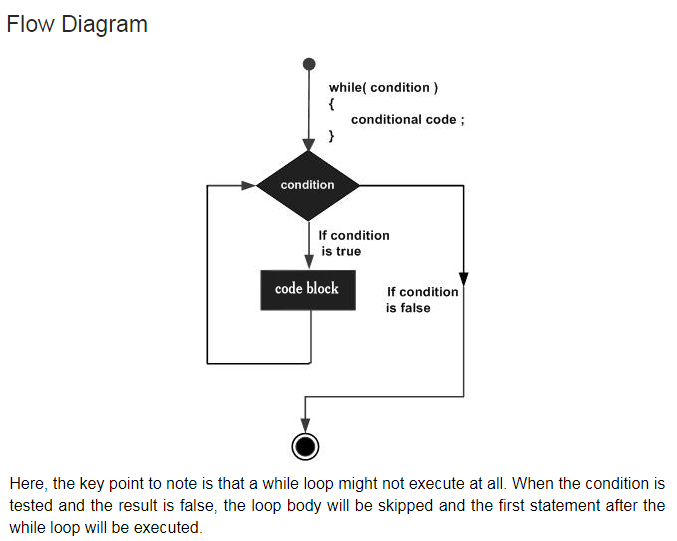 Flow Diagram
while( condition )
{
conditional code ;
}
condition
If condition
is true
code block
If condition
is false
Here, the key point to note is that a while loop might not execute at all. When the condition is
tested and the result is false, the loop body will be skipped and the first statement after the
while loop will be executed.